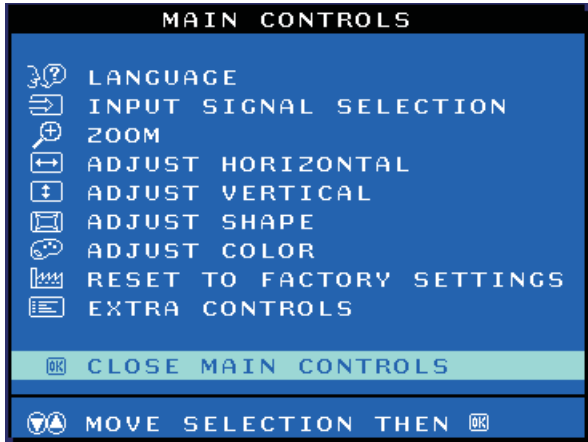 MAIN CONTROLS
LANGUAGE
INPUT SIGNAL SELECTION
ZOOM
ADJUST HORIZONTAL
ADJUST VERTICAL
ADJUST SHAPE
ADJUST COLOR
RESET TO FACTORY SETTINGS
EXTRA CONTROLS
OK CLOSE MAIN CONTROLS
MOVE SELECTION THEN OK